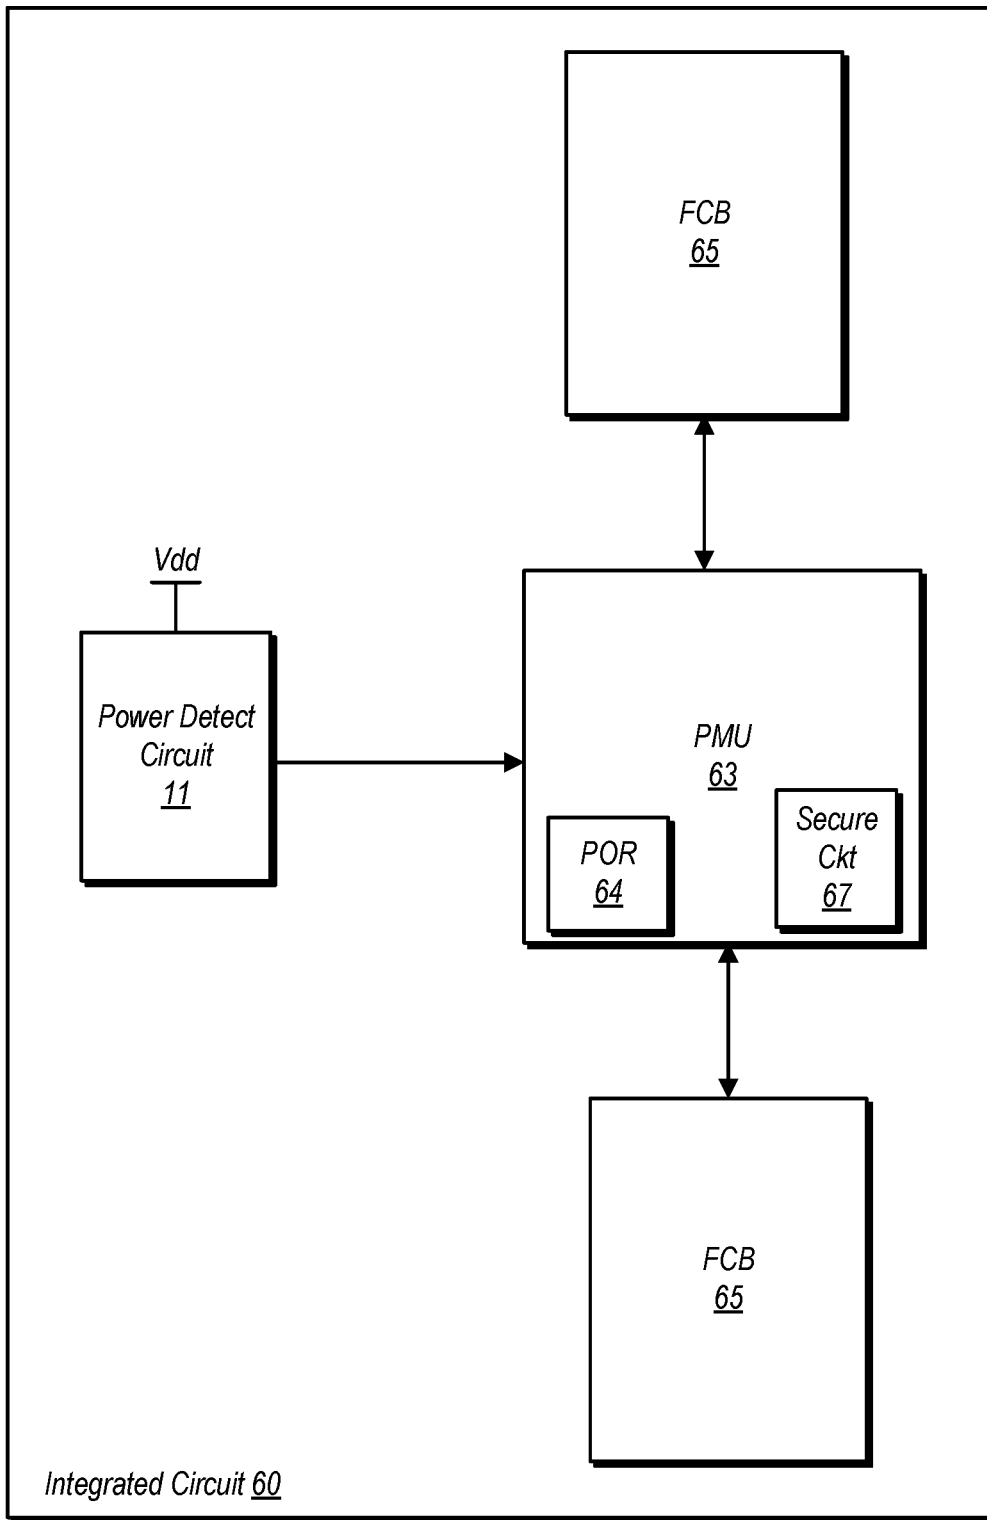 FCB
65
Vdd
Power Detect
Circuit
11
PMU
63
POR
64
Secure
Ckt
67
FCB
65
Integrated Circuit 60